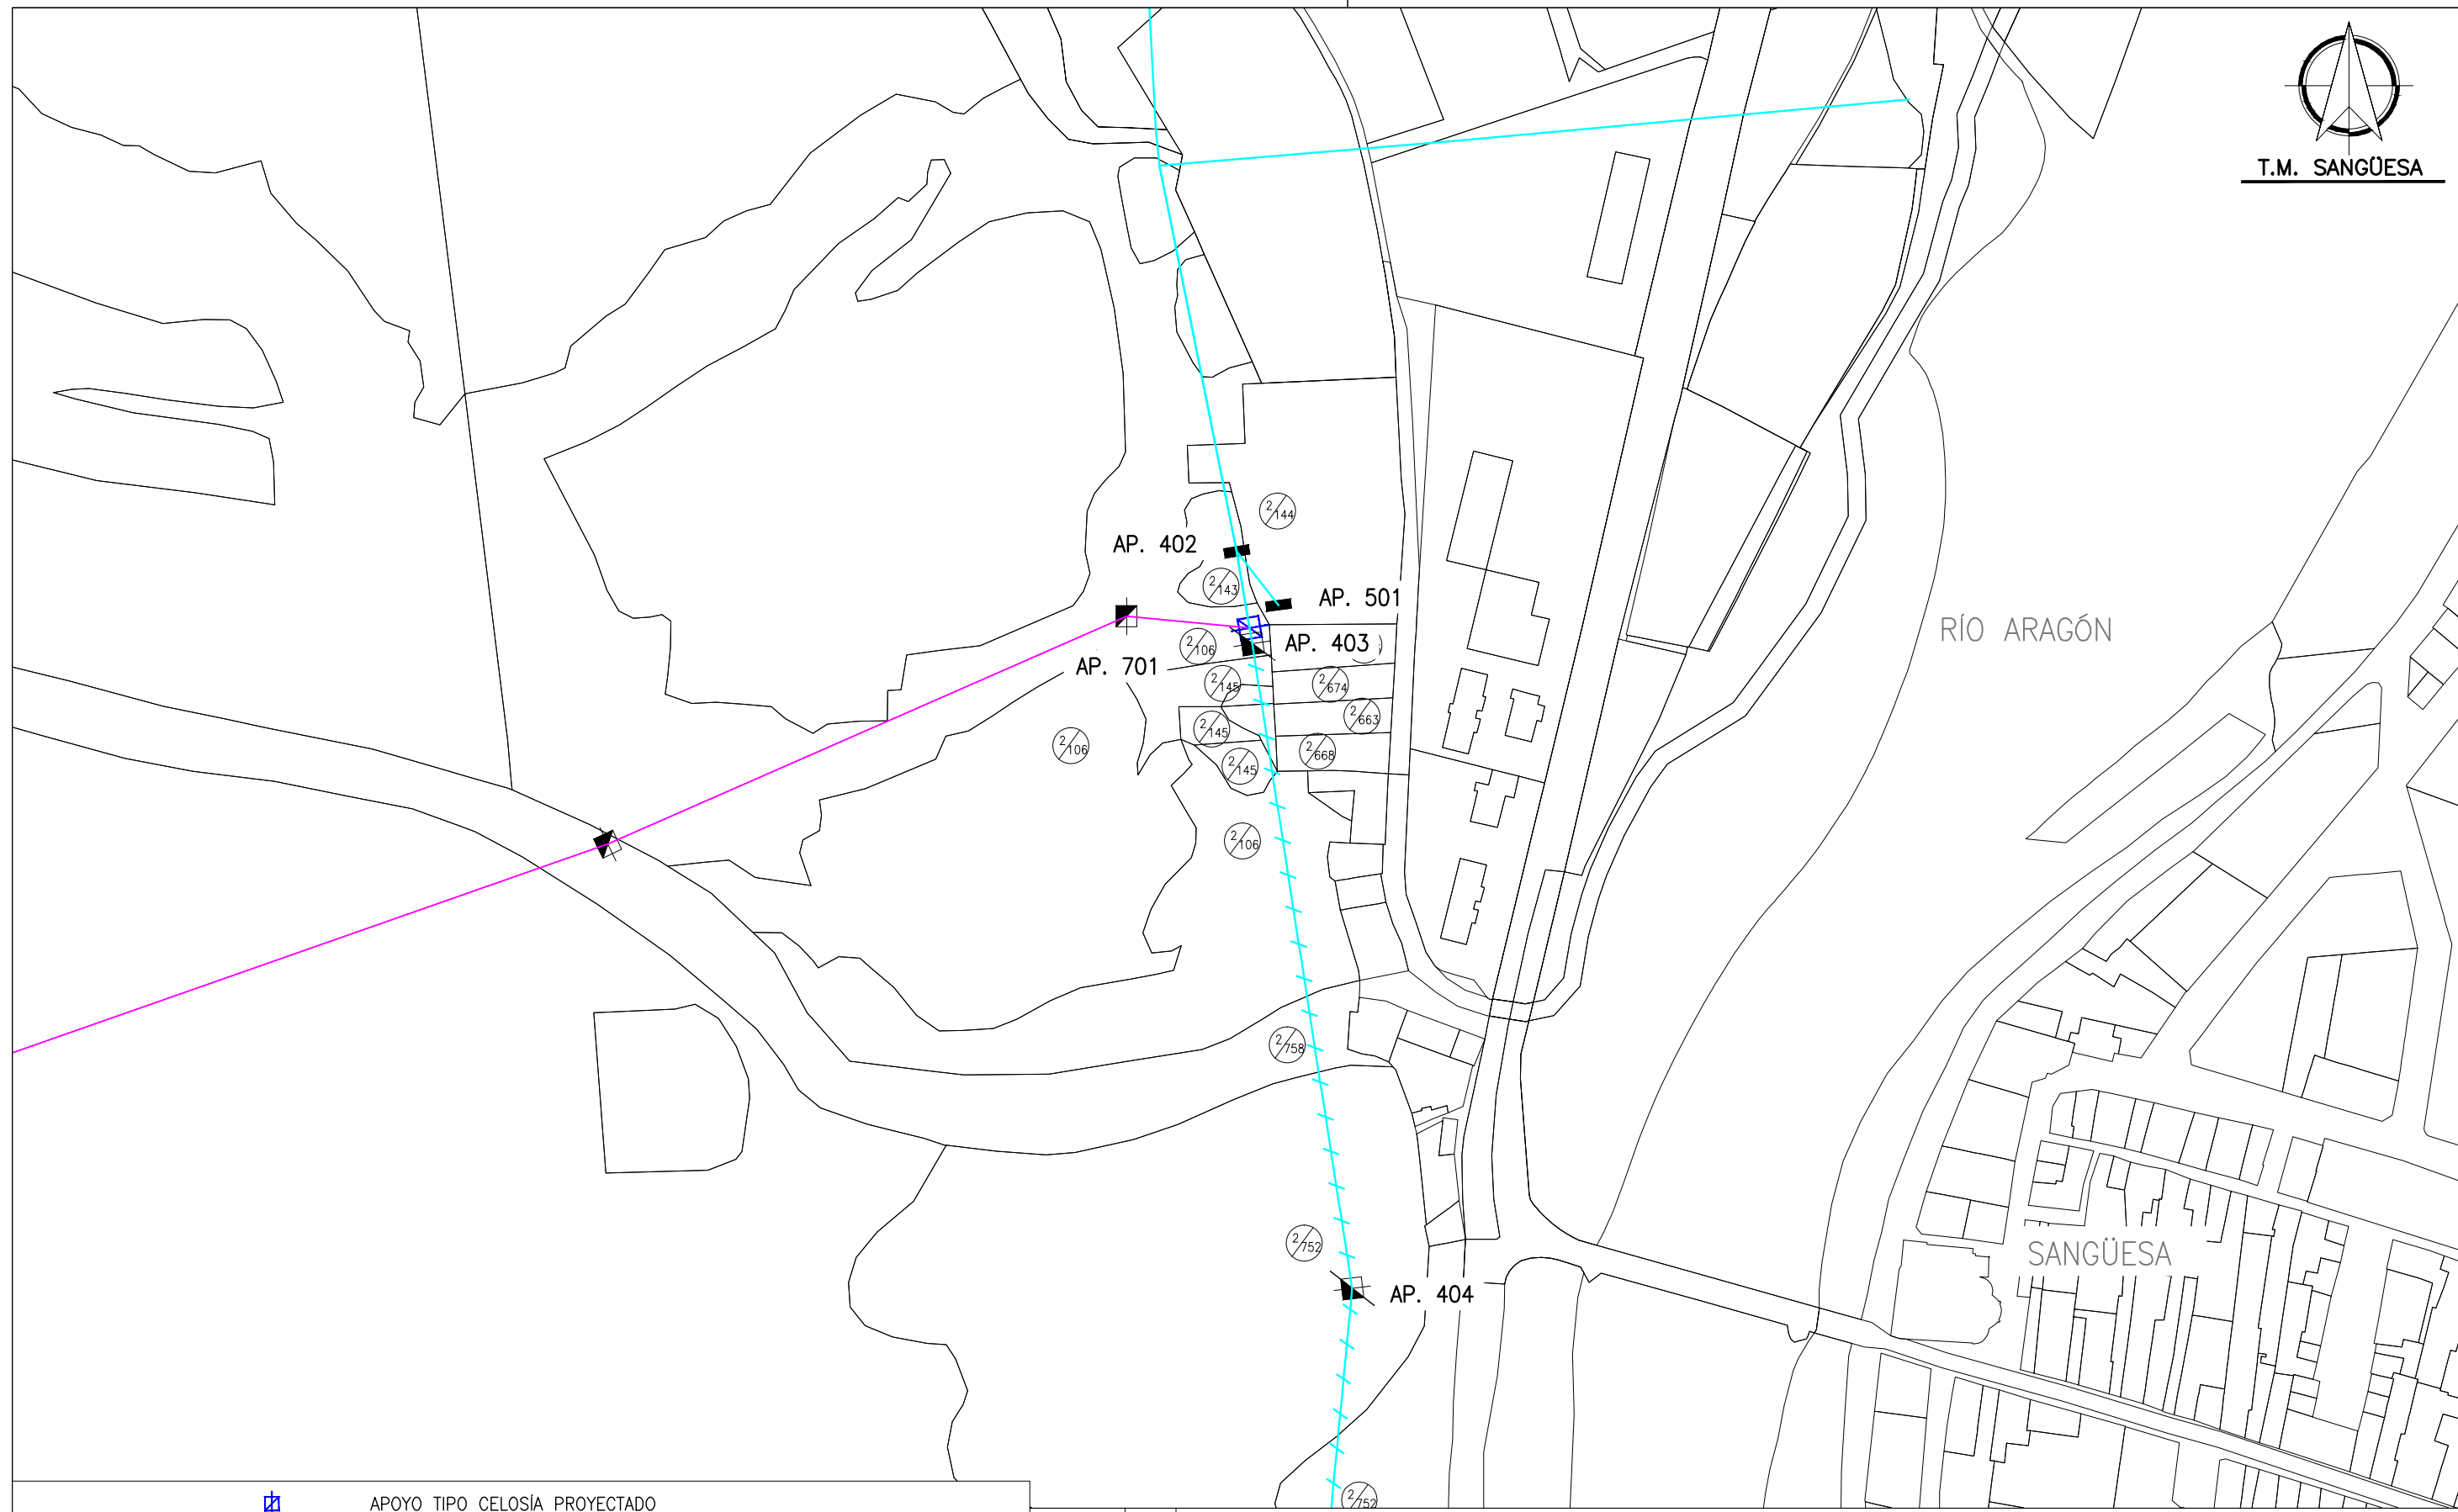 T.M. SANGÜESA
2/144
AP. 402
2/143
AP. 501
RÍO ARAGÓN
2/106
AP. 403
AP. 701
2/145
2/674
2/663
2/145
2/106
2/668
2/145
2/106
2/758
2/752
SANGÜESA
AP. 404
2/752
APOYO TIPO CELOSÍA PROYECTADO